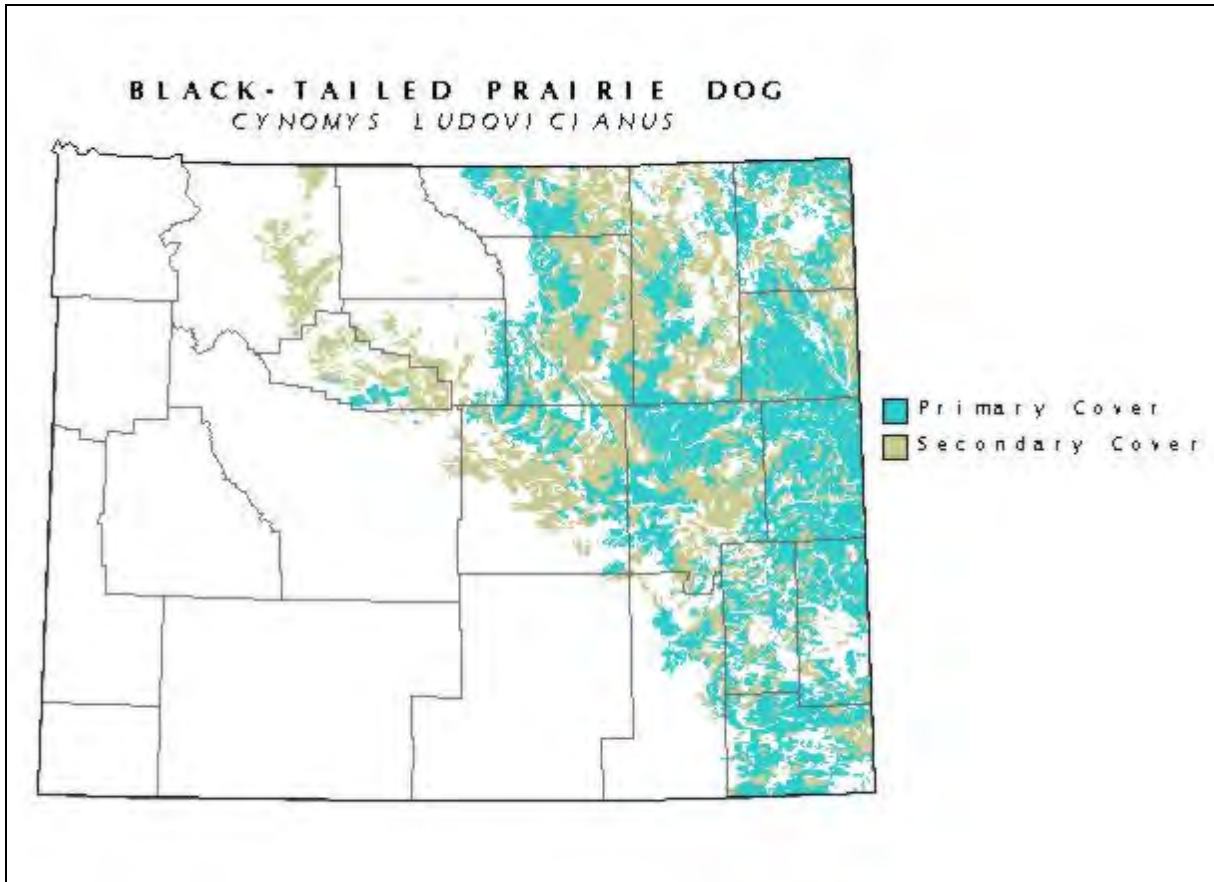 BLACK-TAILED PRAIRIE DOG
CYNOMYS LUDOVICIANUS
Primary Cover
Secondary Cover